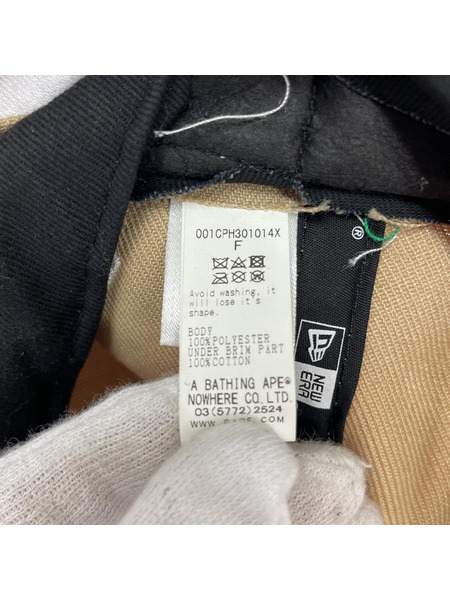 001CPH301014X
F
Avoid washing, it
will lose it's
shape.
BODY
100%POLYESTER
UNDER BRIM PART
100%COTTON
"A BATHING APE®
NOWHERE CO.,LTD.
03(5772)2524
WWW.BAPE.COM
®
NEW
ERA